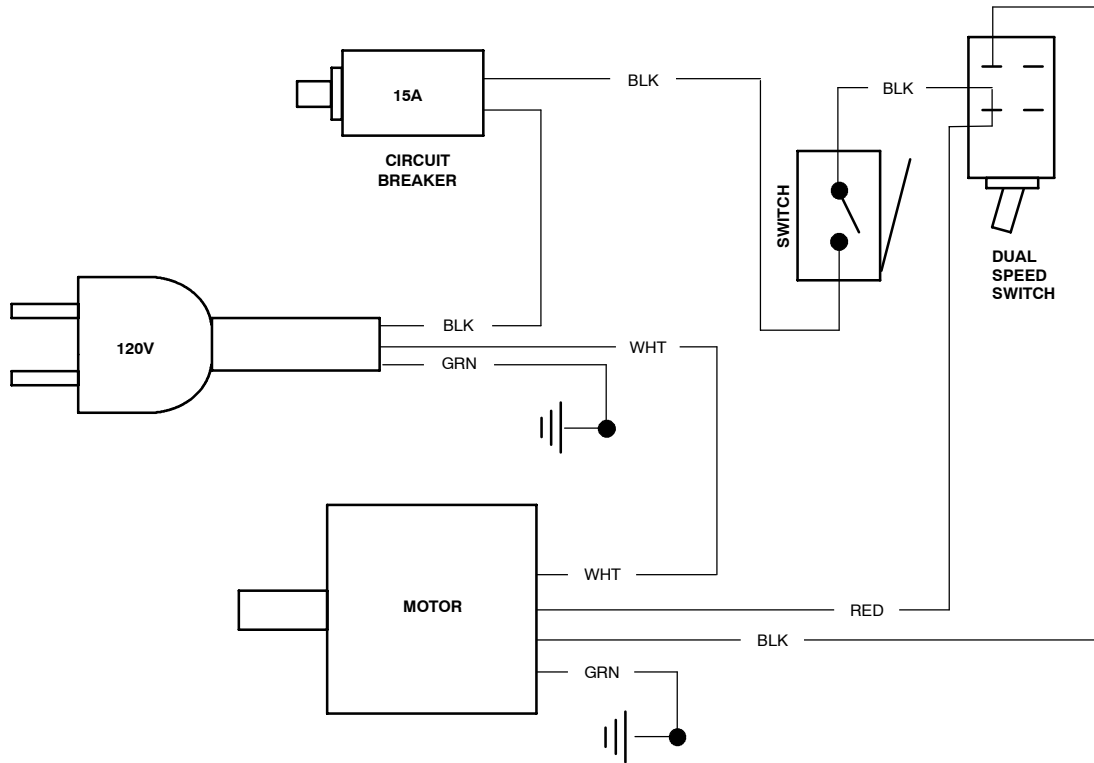 15A
BLK
BLK
CIRCUIT
BREAKER
SWITCH
DUAL
SPEED
SWITCH
120V
BLK
WHT
GRN
WHT
MOTOR
RED
BLK
GRN